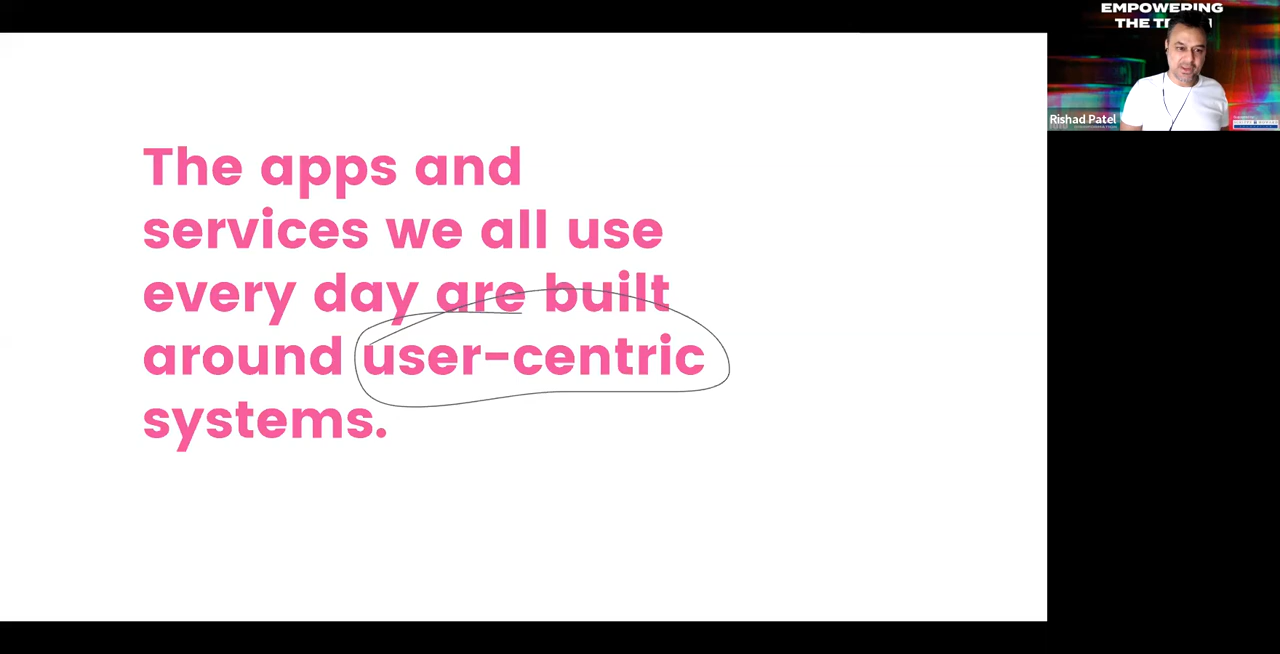 The apps and
services we all use
every day are built
around user-centric
systems.
EMPOWERING
Rishad Patel